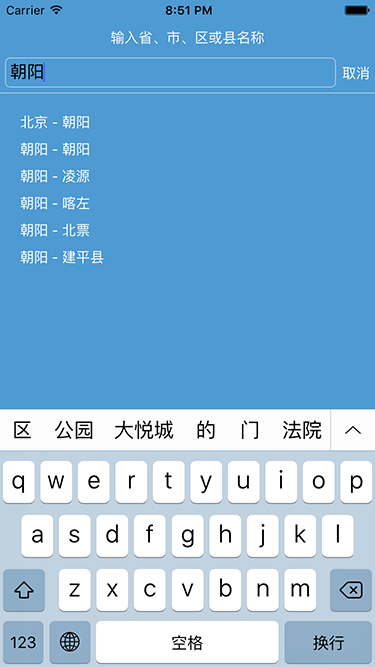 Carrier 8:51 PM
输入省、市、区或县名称
朝阳 取消
北京 - 朝阳
朝阳 - 朝阳
朝阳 - 凌源
朝阳 - 喀左
朝阳 - 北票
朝阳 - 建平县
区 公园 大悦城 的 门 法院
q w e r t y u i o p
a s d f g h j k l
z x c v b n m
123 空格 换行